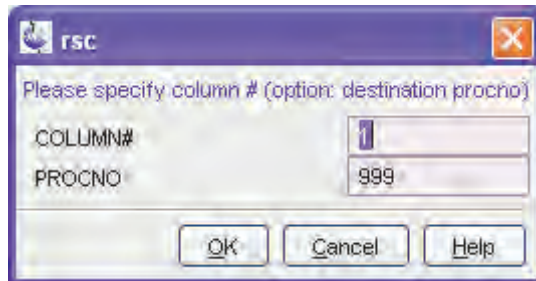 rsc
Please specify column # (option: destination procno)
COLUMN# 1
PROCNO 999
OK Cancel Help